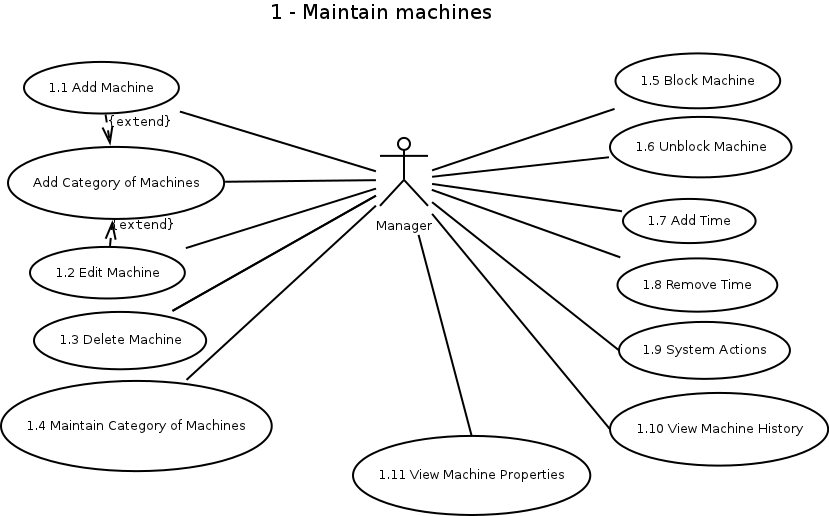 1 - Maintain machines
1.1 Add Machine
{extend}
Add Category of Machines
{extend}
1.2 Edit Machine
1.3 Delete Machine
1.4 Maintain Category of Machines
Manager
1.5 Block Machine
1.6 Unblock Machine
1.7 Add Time
1.8 Remove Time
1.9 System Actions
1.10 View Machine History
1.11 View Machine Properties